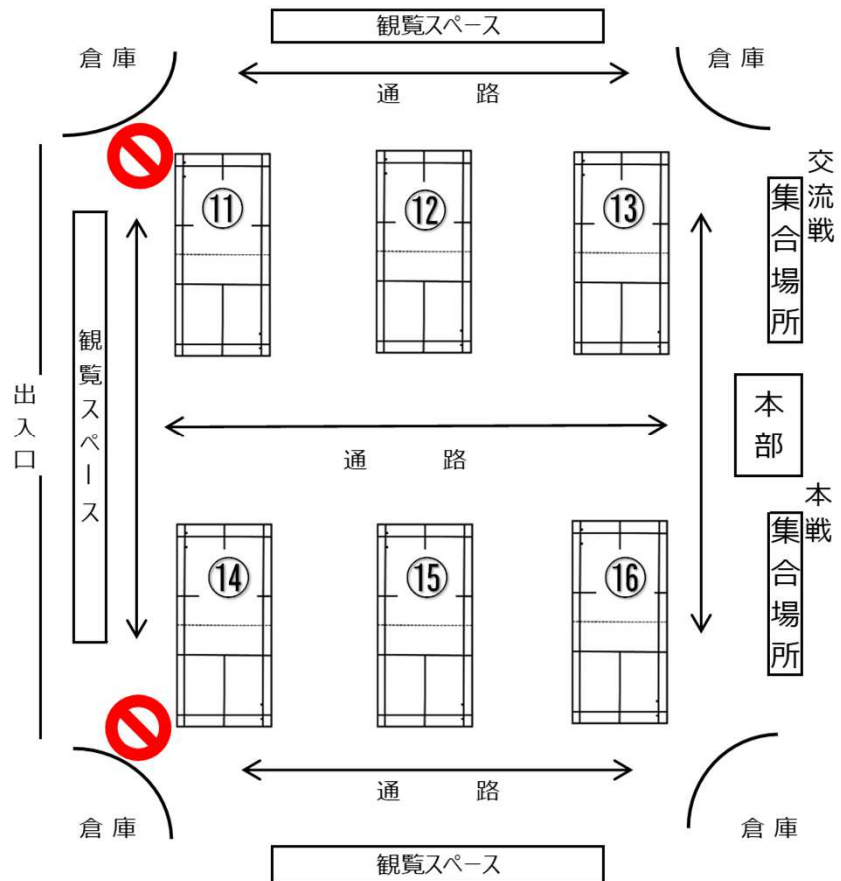 観覧スペース
倉庫
倉庫
通 路
⑪
⑫
⑬
交流戦
集合場所
観覧スペース
出入口
本部
通 路
本戦
集合場所
⑭
⑮
⑯
通 路
倉庫
倉庫
観覧スペース